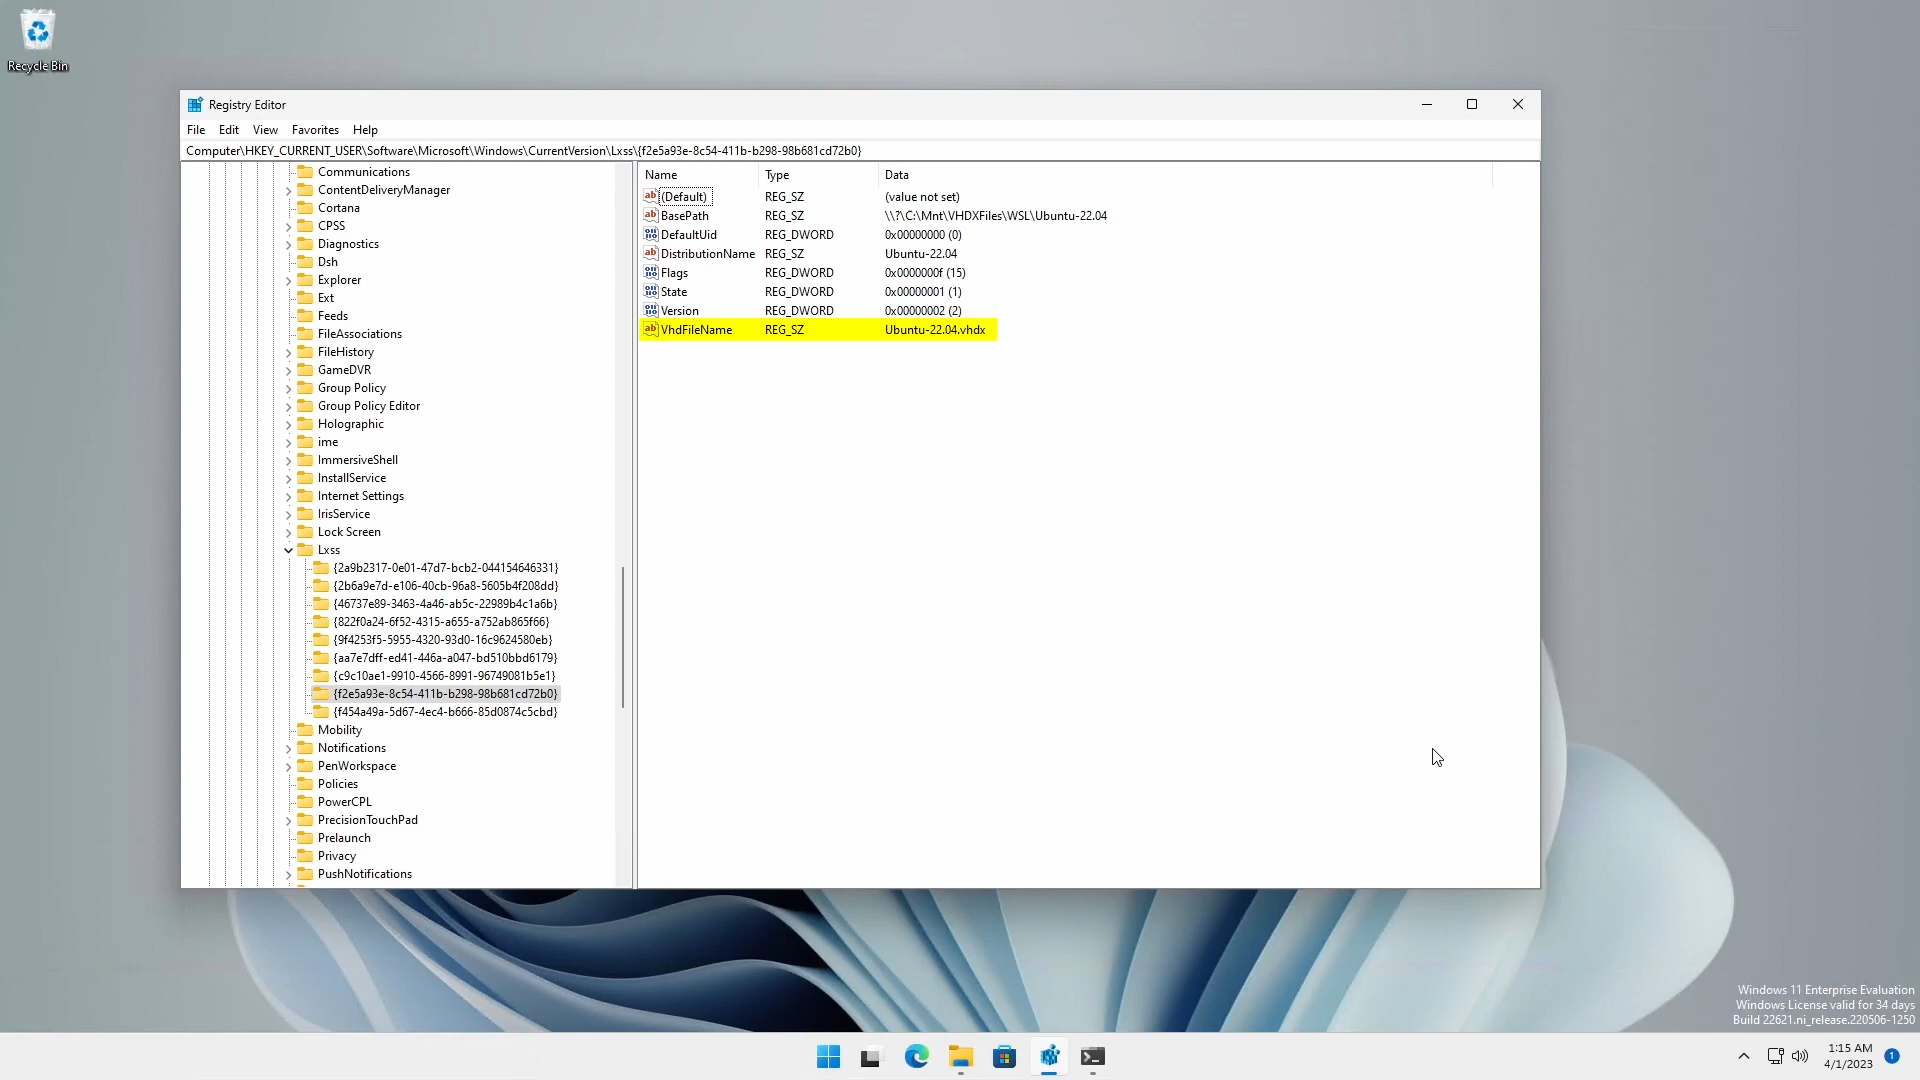 Recycle Bin
Registry Editor
File Edit View Favorites Help
Computer\HKEY_CURRENT_USER\Software\Microsoft\Windows\CurrentVersion\Lxss\{f2e5a93e-8c54-411b-b298-98b681cd72b0}
Communications
ContentDeliveryManager
Cortana
CPSS
Diagnostics
Dsh
Explorer
Ext
Feeds
FileAssociations
FileHistory
GameDVR
Group Policy
Group Policy Editor
Holographic
ime
ImmersiveShell
InstallService
Internet Settings
IrisService
Lock Screen
Lxss
{2a9b2317-0e01-47d7-bcb2-044154646331}
{2b6a9e7d-e106-40cb-96a8-5605b4f208dd}
{46737e89-3463-4a46-ab5c-22989b4c1a6b}
{822f0a24-6f52-4315-a655-a752ab865f66}
{9f4253f5-5955-4320-93d0-16c9624580eb}
{aa7e7dff-ed41-446a-a047-bd510bbd6179}
{c9c10ae1-9910-4566-8991-96749081b5e1}
{f2e5a93e-8c54-411b-b298-98b681cd72b0}
{f454a49a-5d67-4ec4-b666-85d0874c5cbd}
Mobility
Notifications
PenWorkspace
Policies
PowerCPL
PrecisionTouchPad
Prelaunch
Privacy
PushNotifications
Name Type Data
(Default) REG_SZ (value not set)
BasePath REG_SZ \\?\C:\Mnt\VHDXFiles\WSL\Ubuntu-22.04
DefaultUid REG_DWORD 0x00000000 (0)
DistributionName REG_SZ Ubuntu-22.04
Flags REG_DWORD 0x0000000f (15)
State REG_DWORD 0x00000001 (1)
Version REG_DWORD 0x00000002 (2)
VhdFileName REG_SZ Ubuntu-22.04.vhdx
Windows 11 Enterprise Evaluation
Windows License valid for 34 days
Build 22621.ni_release.220506-1250
1:15 AM
4/1/2023
1